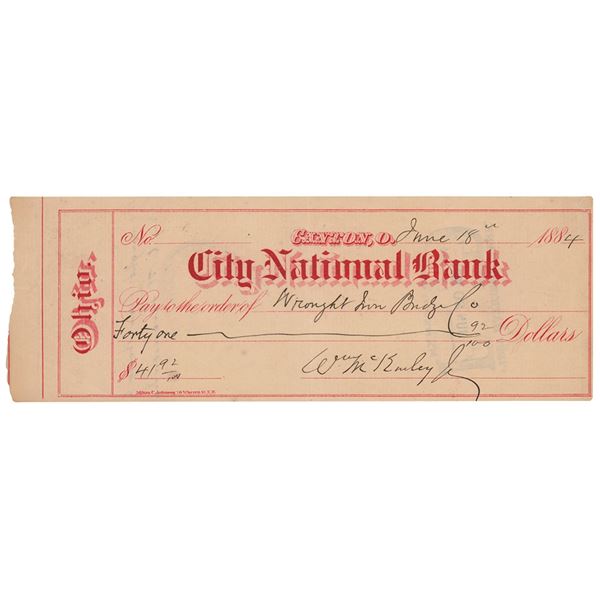 Ohio.
No. CANTON, O. June 18th 1884
City National Bank
Pay to the order of Wrought Iron Bridge Co
Forty one 92/100 Dollars
$41 92/100
Wm McKinley Jr